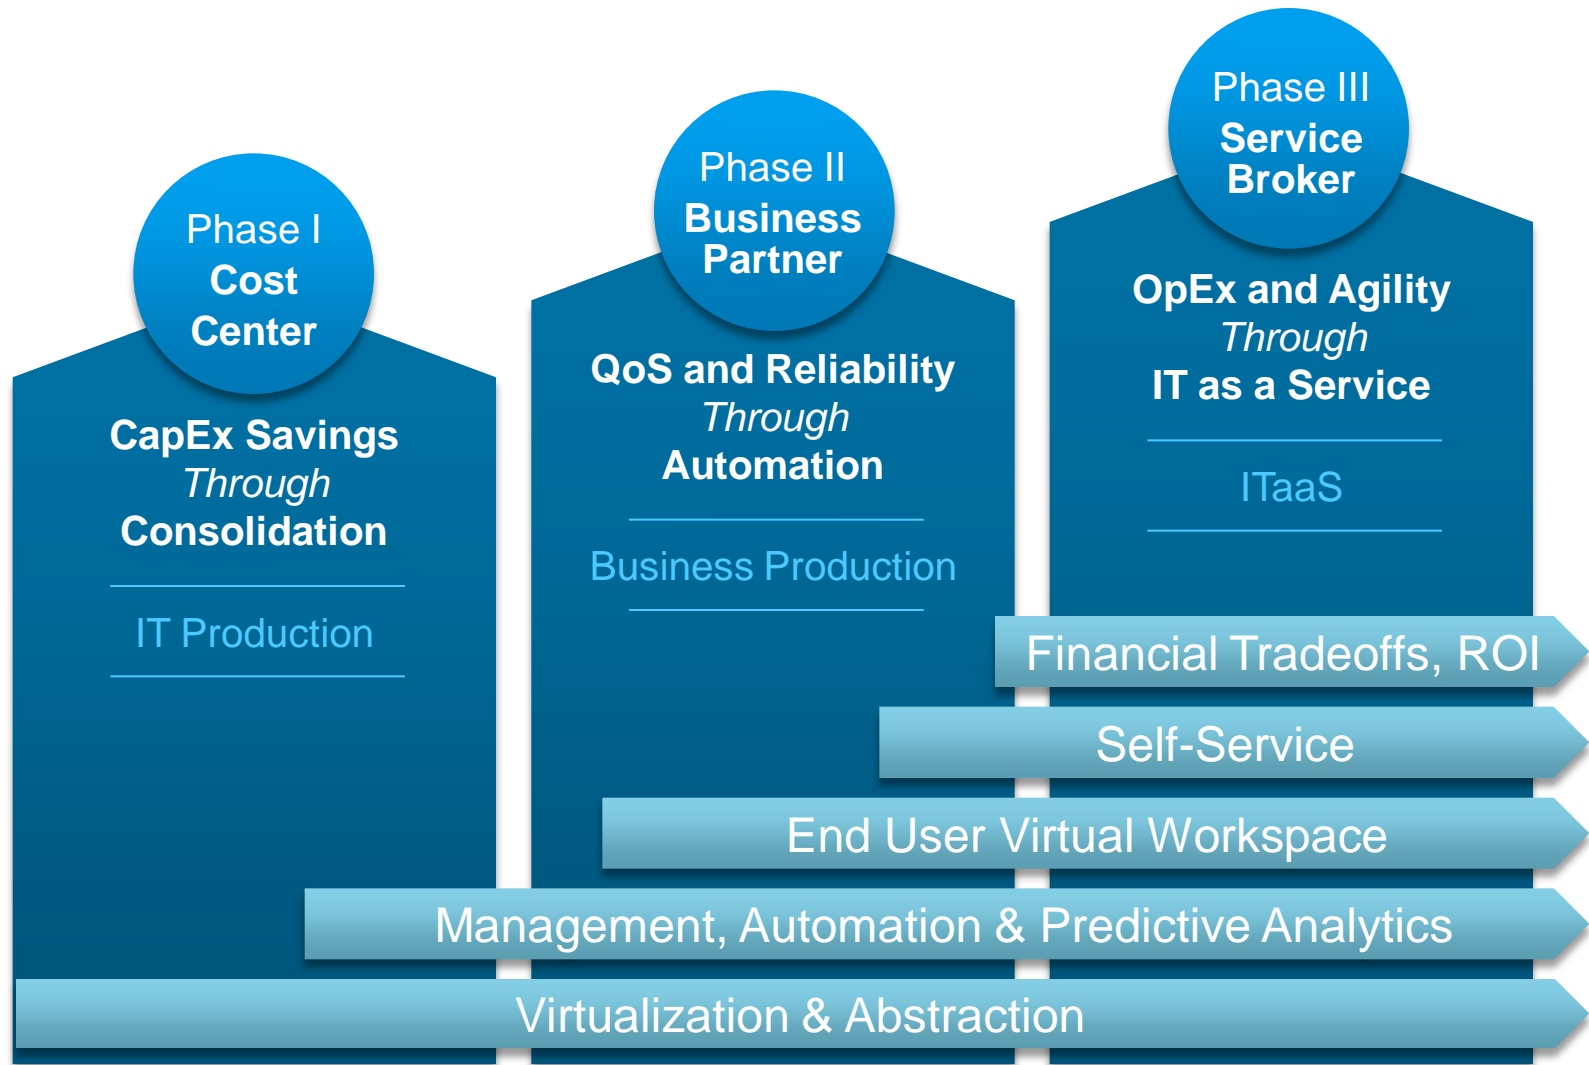 Phase I
Cost
Center
CapEx Savings
Through
Consolidation
IT Production
Phase II
Business
Partner
QoS and Reliability
Through
Automation
Business Production
Phase III
Service
Broker
OpEx and Agility
Through
IT as a Service
ITaaS
Financial Tradeoffs, ROI
Self-Service
End User Virtual Workspace
Management, Automation & Predictive Analytics
Virtualization & Abstraction